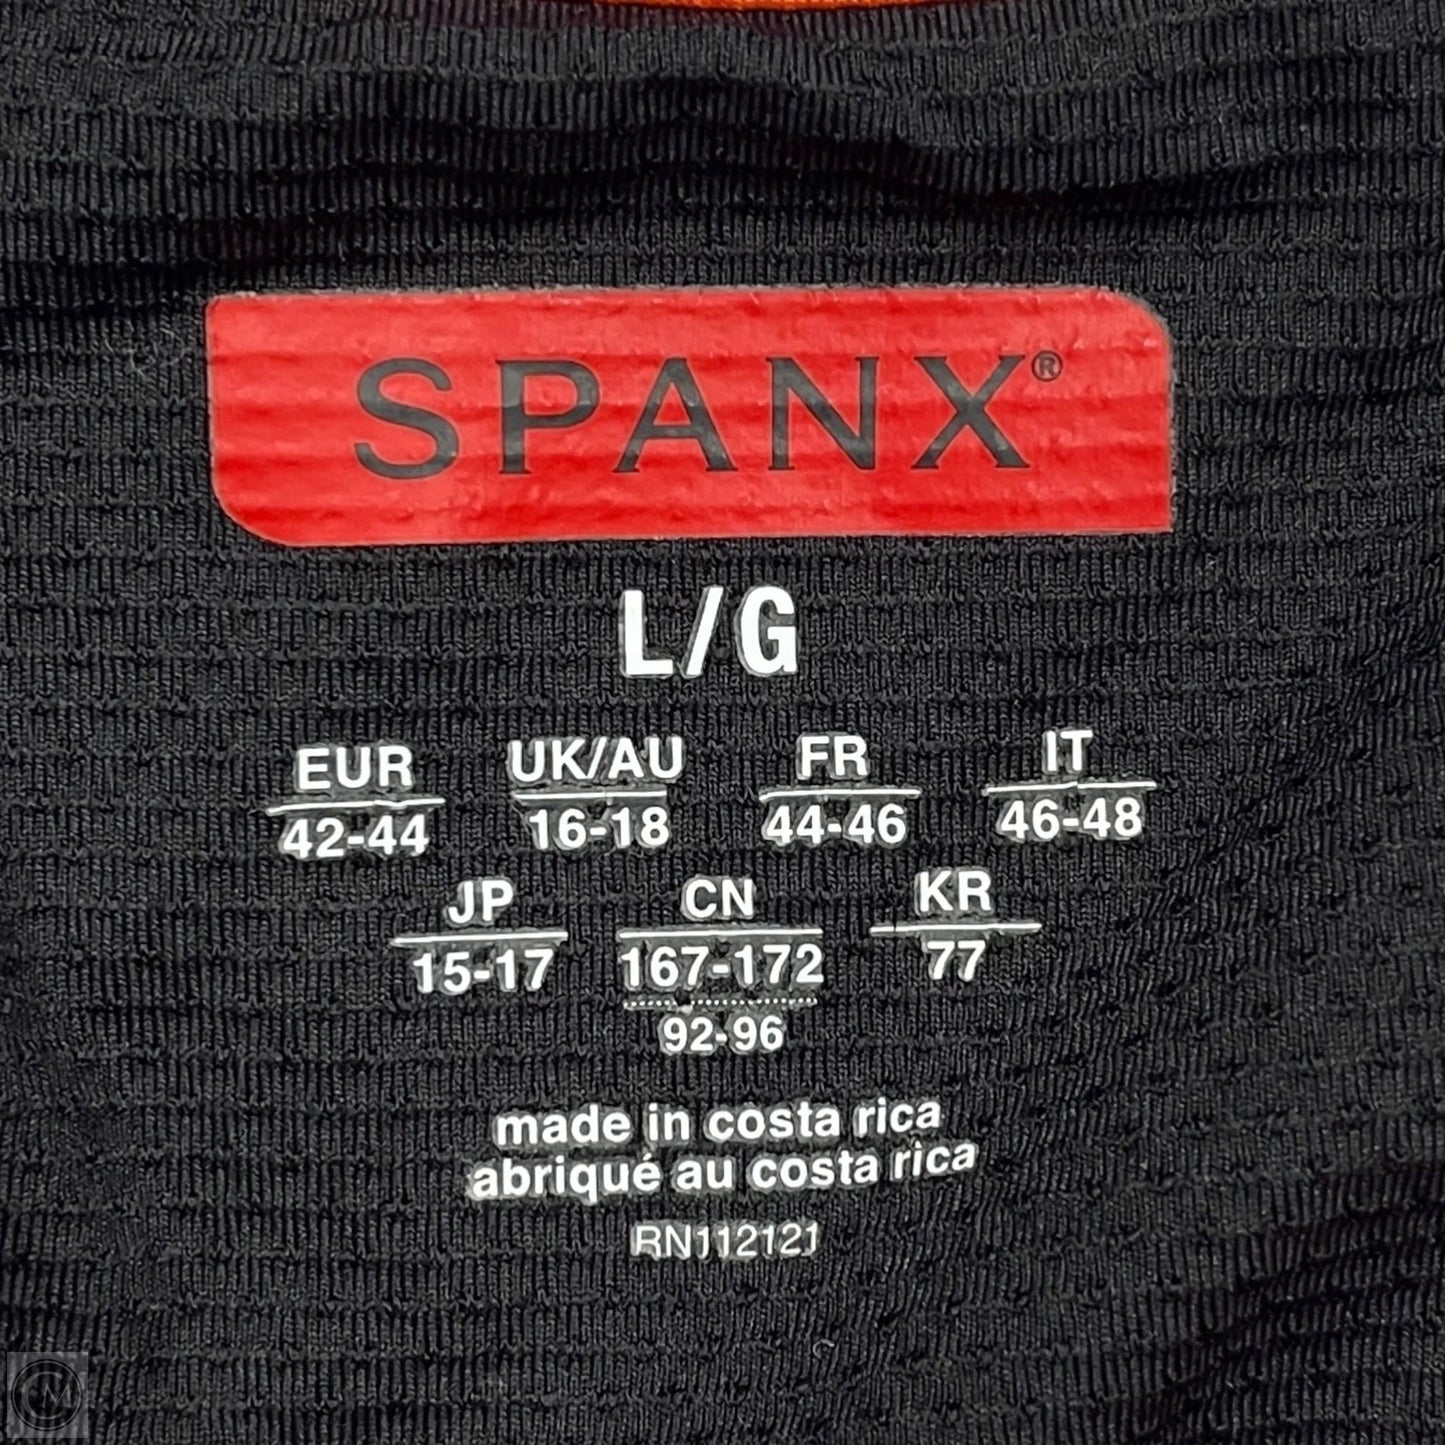 SPANX®
L/G
EUR UK/AU FR IT
42-44 16-18 44-46 46-48
JP CN KR
15-17 167-172 77
92-96
made in costa rica
abriqué au costa rica
RN112121
CM